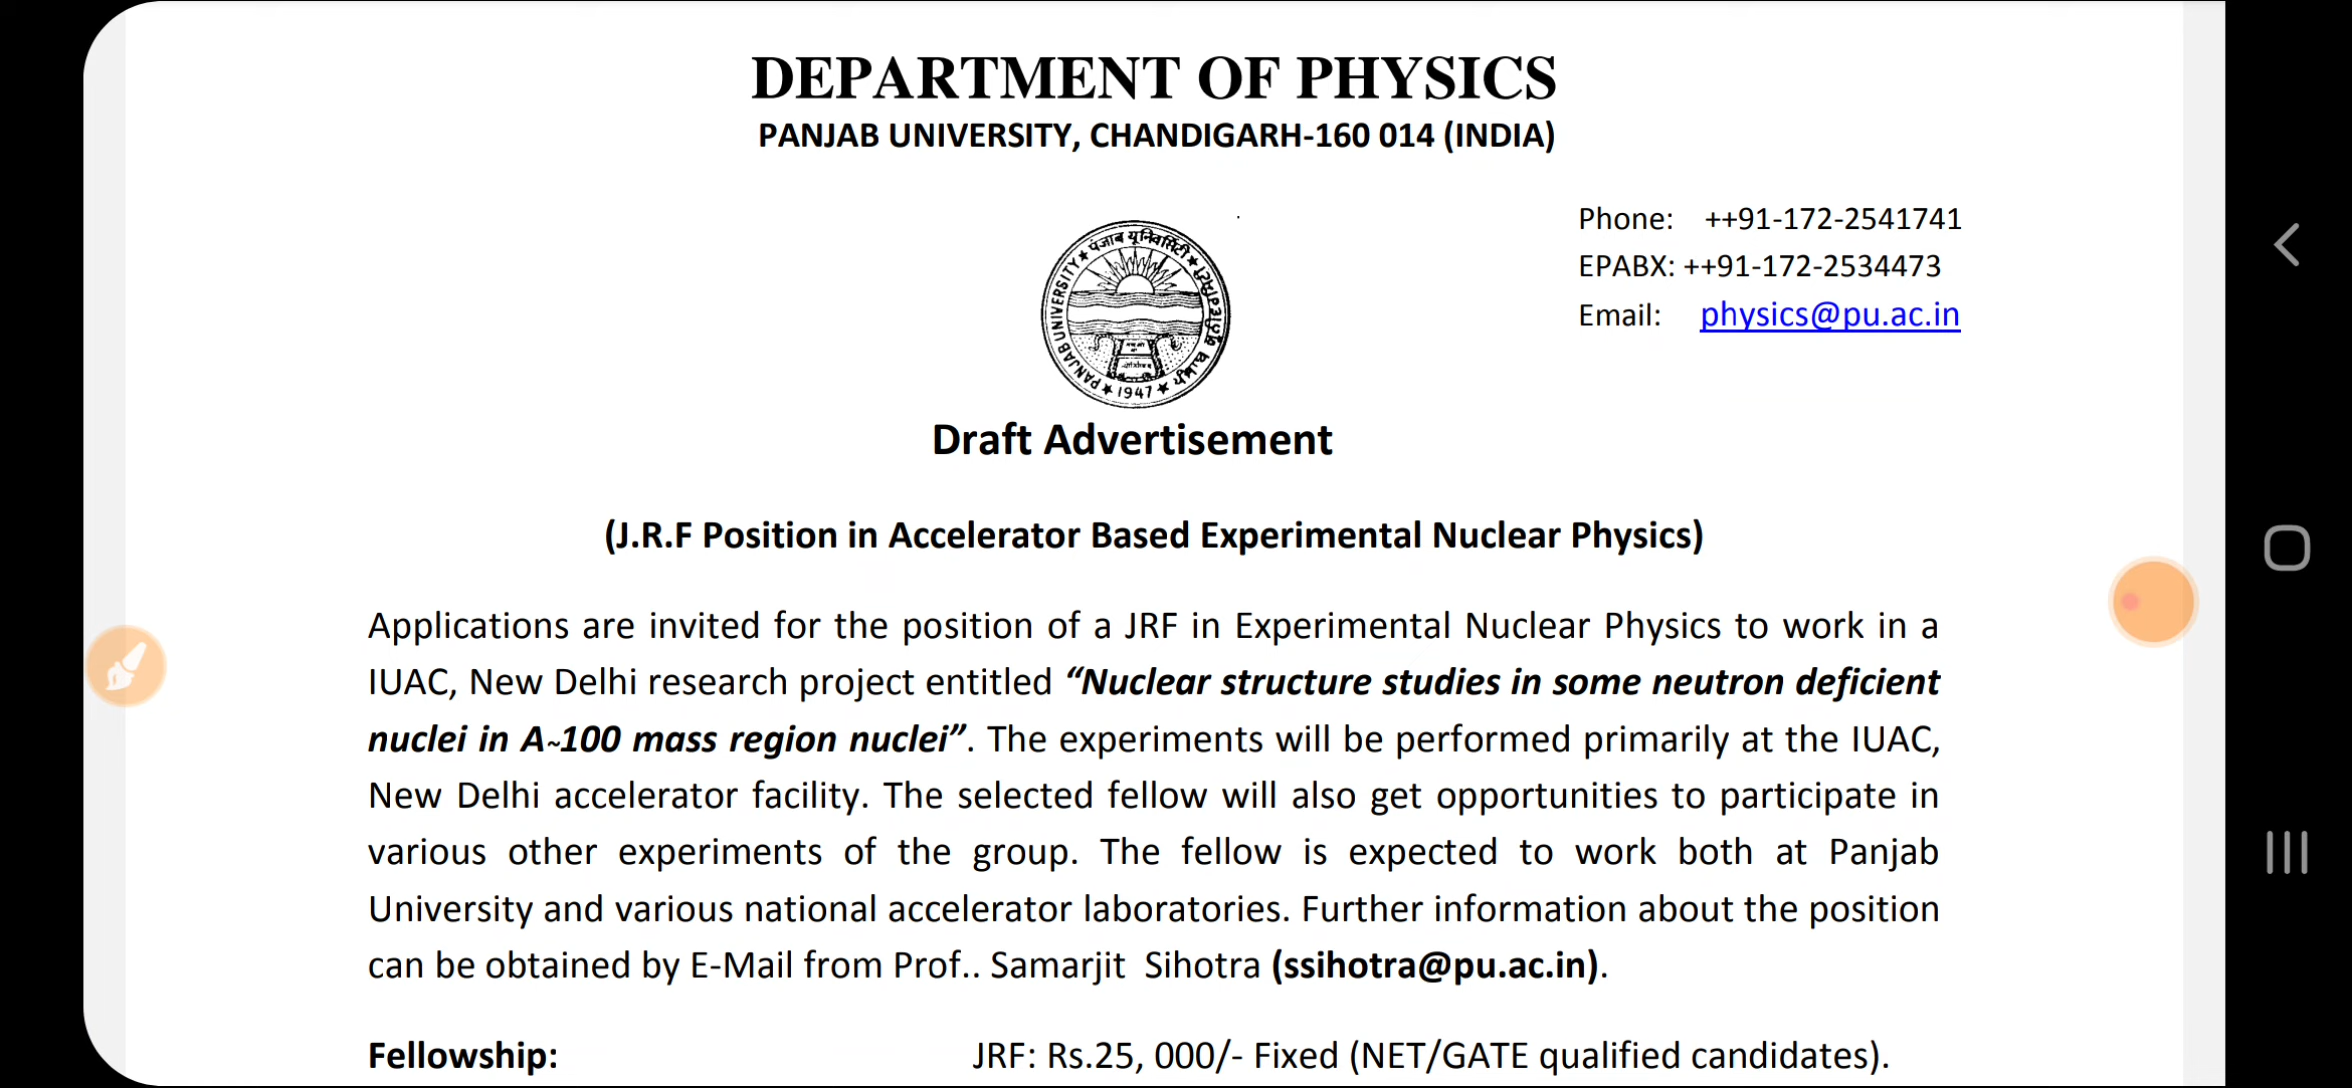 DEPARTMENT OF PHYSICS
PANJAB UNIVERSITY, CHANDIGARH-160 014 (INDIA)
Phone: ++91-172-2541741
EPABX: ++91-172-2534473
Email: physics@pu.ac.in
PANJAB UNIVERSITY ★ पंजाब यूनिवर्सिटी ★
★ 1947 ★
Draft Advertisement
(J.R.F Position in Accelerator Based Experimental Nuclear Physics)
Applications are invited for the position of a JRF in Experimental Nuclear Physics to work in a
IUAC, New Delhi research project entitled “Nuclear structure studies in some neutron deficient
nuclei in A~100 mass region nuclei”. The experiments will be performed primarily at the IUAC,
New Delhi accelerator facility. The selected fellow will also get opportunities to participate in
various other experiments of the group. The fellow is expected to work both at Panjab
University and various national accelerator laboratories. Further information about the position
can be obtained by E-Mail from Prof.. Samarjit Sihotra (ssihotra@pu.ac.in).
Fellowship: JRF: Rs.25, 000/- Fixed (NET/GATE qualified candidates).